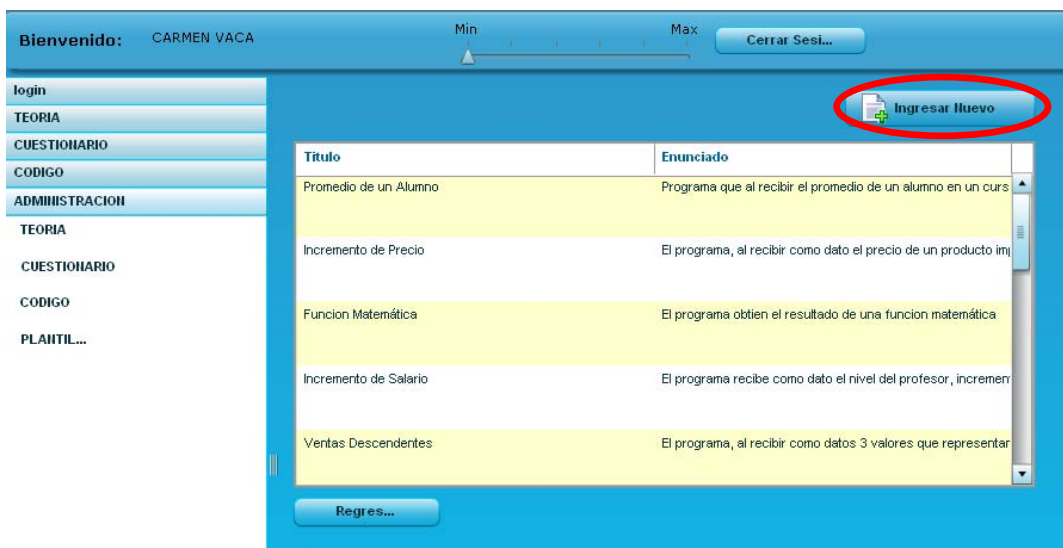 Bienvenido: CARMEN VACA Min Max Cerrar Sesi...
login
TEORIA
CUESTIONARIO
CODIGO
ADMINISTRACION
TEORIA
CUESTIONARIO
CODIGO
PLANTIL...
Ingresar Nuevo
Titulo Enunciado
Promedio de un Alumno Programa que al recibir el promedio de un alumno en un curs
Incremento de Precio El programa, al recibir como dato el precio de un producto imp
Funcion Matemática El programa obtien el resultado de una funcion matemática
Incremento de Salario El programa recibe como dato el nivel del profesor, incremen
Ventas Descendentes El programa, al recibir como datos 3 valores que representar
Regres...